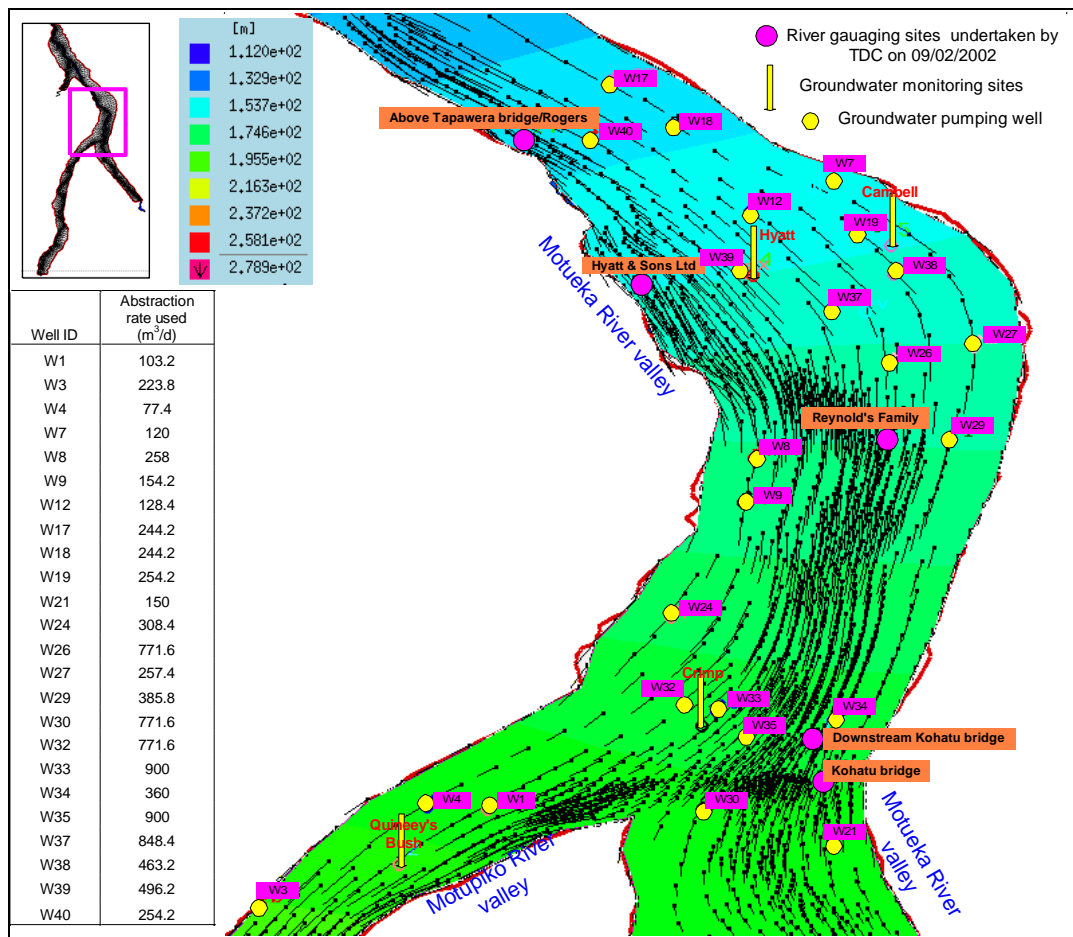 [m]
1.120e+02
1.329e+02
1.537e+02
1.746e+02
1.955e+02
2.163e+02
2.372e+02
2.581e+02
2.789e+02
River gauaging sites undertaken by
TDC on 09/02/2002
Groundwater monitoring sites
Groundwater pumping well
Well ID
Abstraction
rate used
(m³/d)
W1 103.2
W3 223.8
W4 77.4
W7 120
W8 258
W9 154.2
W12 128.4
W17 244.2
W18 244.2
W19 254.2
W21 150
W24 308.4
W26 771.6
W27 257.4
W29 385.8
W30 771.6
W32 771.6
W33 900
W34 360
W35 900
W37 848.4
W38 463.2
W39 496.2
W40 254.2
W17
Above Tapawera bridge/Rogers
W40
W18
W7
Cambell
W12
W19
Hyatt
Hyatt & Sons Ltd
W39
W38
W37
W27
W26
Motueka River valley
Reynold's Family
W29
W8
W9
W24
Crimp
W32
W33
W34
W35
Downstream Kohatu bridge
Kohatu bridge
W4
W1
W30
Quineey's
Bush
W21
W3
Motupiko River
valley
Motueka River
valley